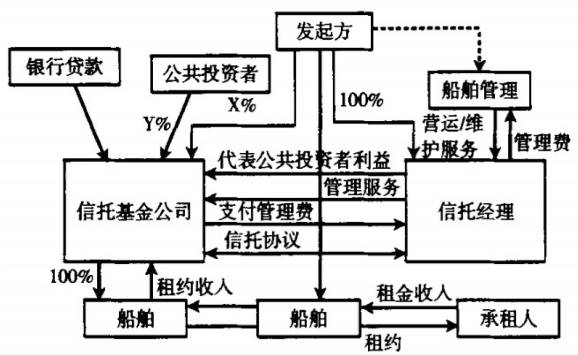 发起方
银行贷款
公共投资者
船舶管理
X%
100%
Y%
营运/维
护服务
管理费
代表公共投资者利益
管理服务
信托基金公司
支付管理费
信托经理
信托协议
100%
租约收入
租金收入
船舶
船舶
承租人
租约